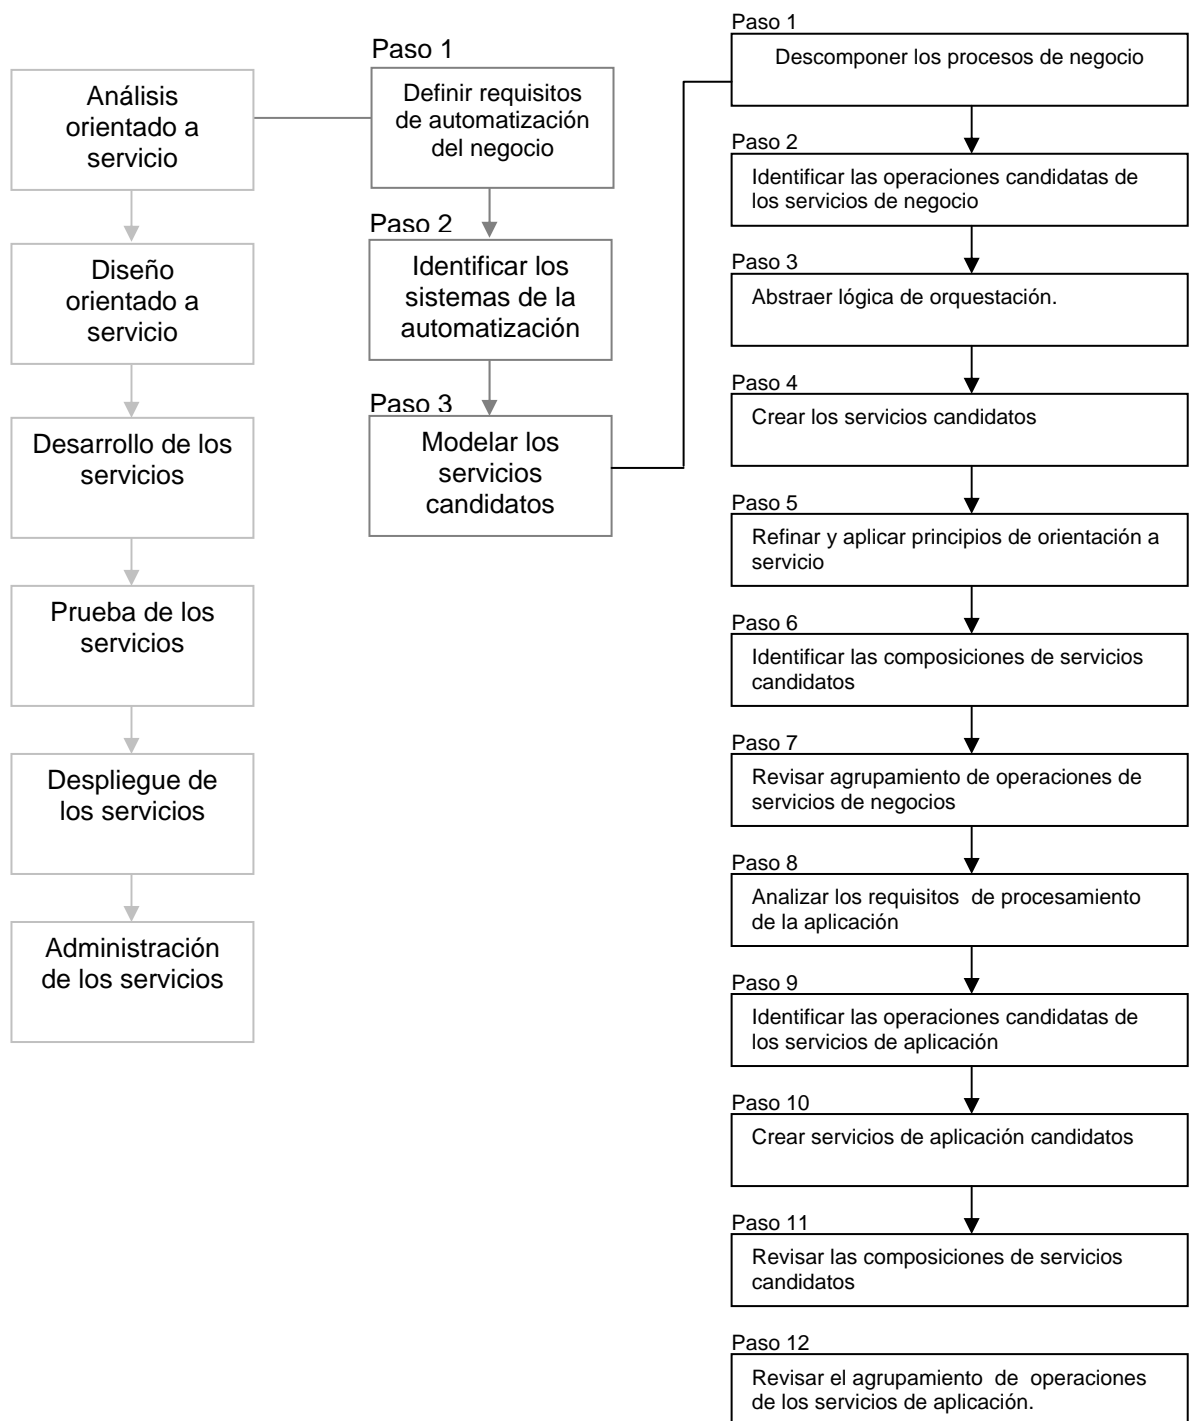 Análisis
orientado a
servicio
Diseño
orientado a
servicio
Desarrollo de los
servicios
Prueba de los
servicios
Despliegue de
los servicios
Administración
de los servicios
Paso 1
Definir requisitos
de automatización
del negocio
Paso 2
Identificar los
sistemas de la
automatización
Paso 3
Modelar los
servicios
candidatos
Paso 1
Descomponer los procesos de negocio
Paso 2
Identificar las operaciones candidatas de
los servicios de negocio
Paso 3
Abstraer lógica de orquestación.
Paso 4
Crear los servicios candidatos
Paso 5
Refinar y aplicar principios de orientación a
servicio
Paso 6
Identificar las composiciones de servicios
candidatos
Paso 7
Revisar agrupamiento de operaciones de
servicios de negocios
Paso 8
Analizar los requisitos  de procesamiento
de la aplicación
Paso 9
Identificar las operaciones candidatas de
los servicios de aplicación
Paso 10
Crear servicios de aplicación candidatos
Paso 11
Revisar las composiciones de servicios
candidatos
Paso 12
Revisar el agrupamiento  de  operaciones
de los servicios de aplicación.